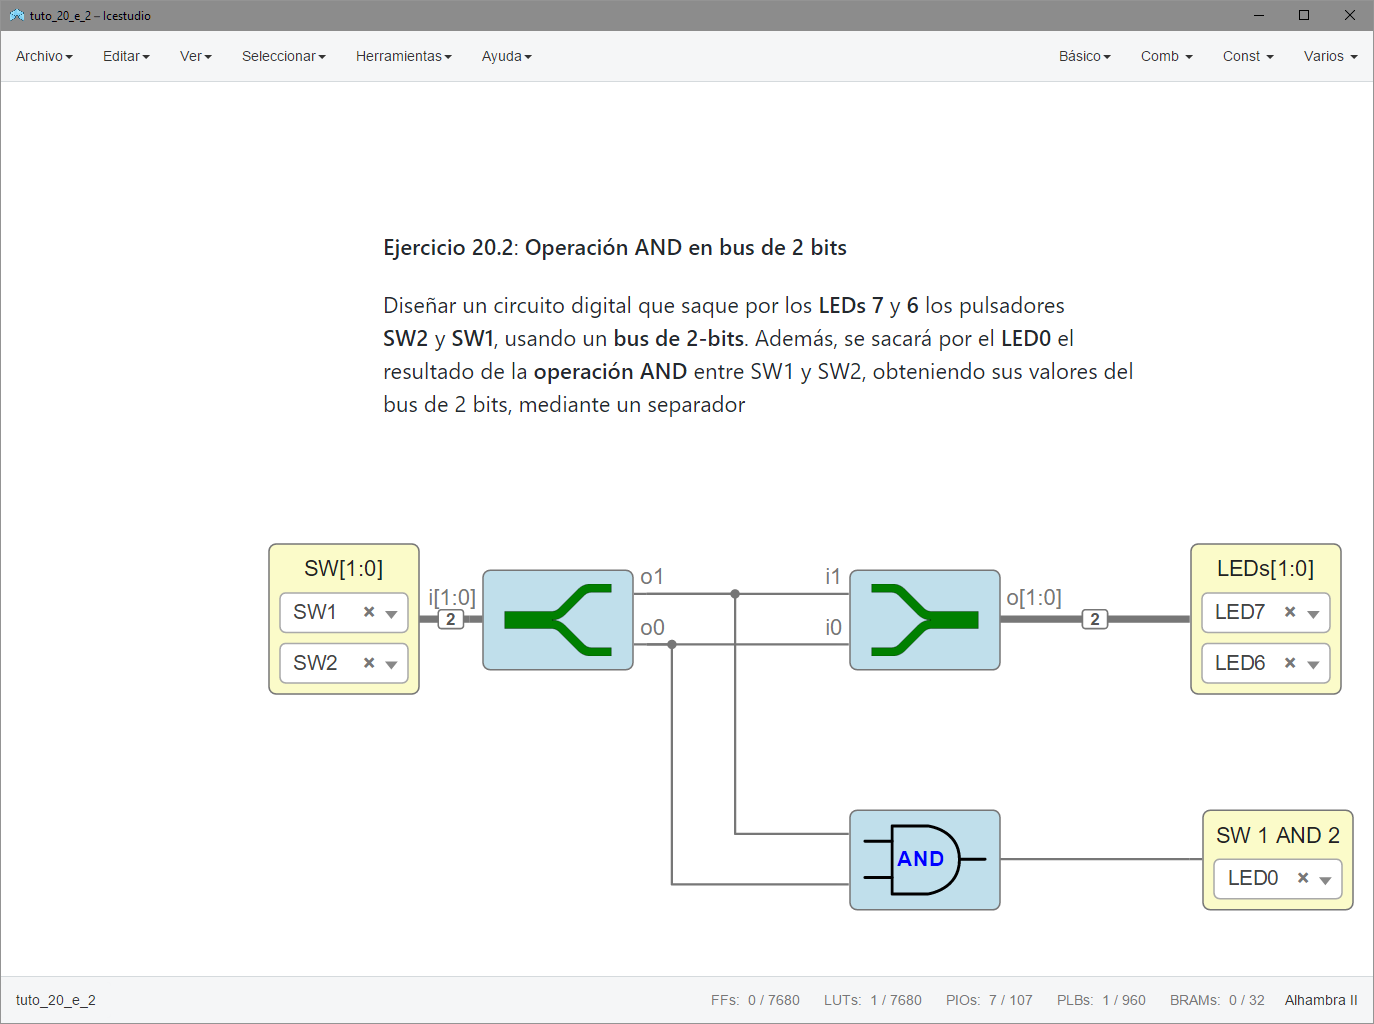 tuto_20_e_2 – Icestudio
Archivo Editar Ver Seleccionar Herramientas Ayuda Básico Comb Const Varios
Ejercicio 20.2: Operación AND en bus de 2 bits
Diseñar un circuito digital que saque por los LEDs 7 y 6 los pulsadores
SW2 y SW1, usando un bus de 2-bits. Además, se sacará por el LED0 el
resultado de la operación AND entre SW1 y SW2, obteniendo sus valores del
bus de 2 bits, mediante un separador
SW[1:0]
SW1
SW2
i[1:0]
2
o1
o0
i1
i0
o[1:0]
2
LEDs[1:0]
LED7
LED6
AND
SW 1 AND 2
LED0
tuto_20_e_2 FFs: 0 / 7680 LUTs: 1 / 7680 PIOs: 7 / 107 PLBs: 1 / 960 BRAMs: 0 / 32 Alhambra II